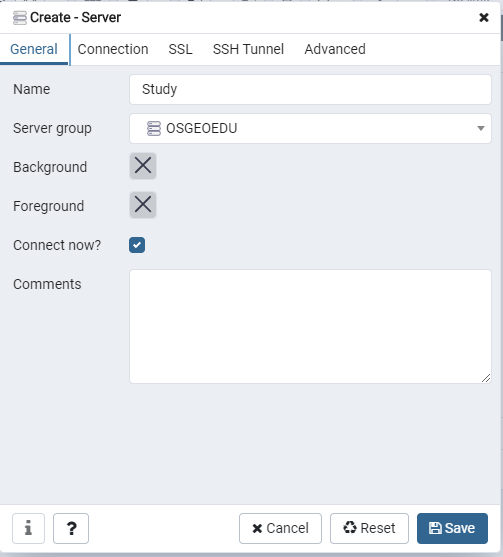 Create - Server
General Connection SSL SSH Tunnel Advanced
Name Study
Server group OSGEOEDU
Background
Foreground
Connect now?
Comments
i ? Cancel Reset Save